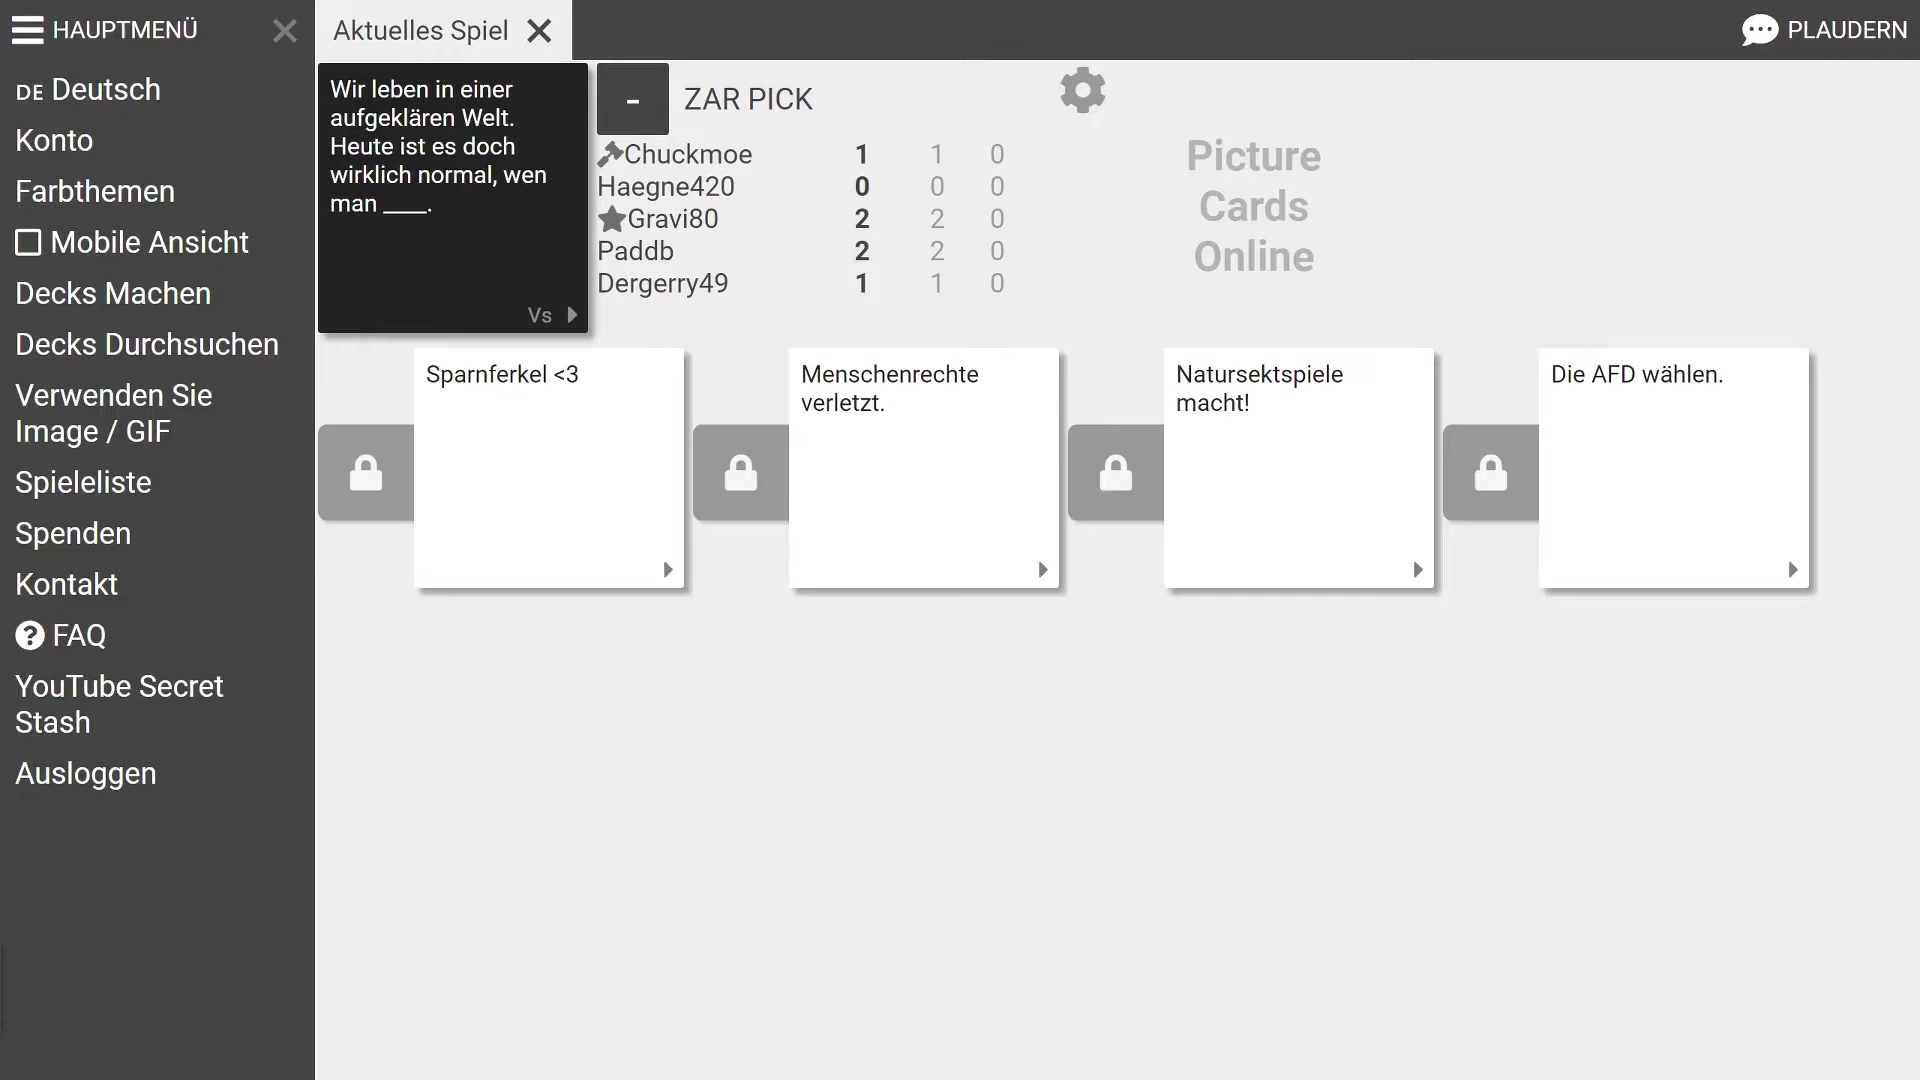 HAUPTMENÜ
DE Deutsch
Konto
Farbthemen
Mobile Ansicht
Decks Machen
Decks Durchsuchen
Verwenden Sie
Image / GIF
Spieleliste
Spenden
Kontakt
FAQ
YouTube Secret
Stash
Ausloggen
Aktuelles Spiel
PLAUDERN
Wir leben in einer
aufgeklären Welt.
Heute ist es doch
wirklich normal, wen
man ____.
Vs
-
ZAR PICK
Chuckmoe 1 1 0
Haegne420 0 0 0
Gravi80 2 2 0
Paddb 2 2 0
Dergerry49 1 1 0
Picture
Cards
Online
Sparnferkel <3
Menschenrechte
verletzt.
Natursektspiele
macht!
Die AFD wählen.